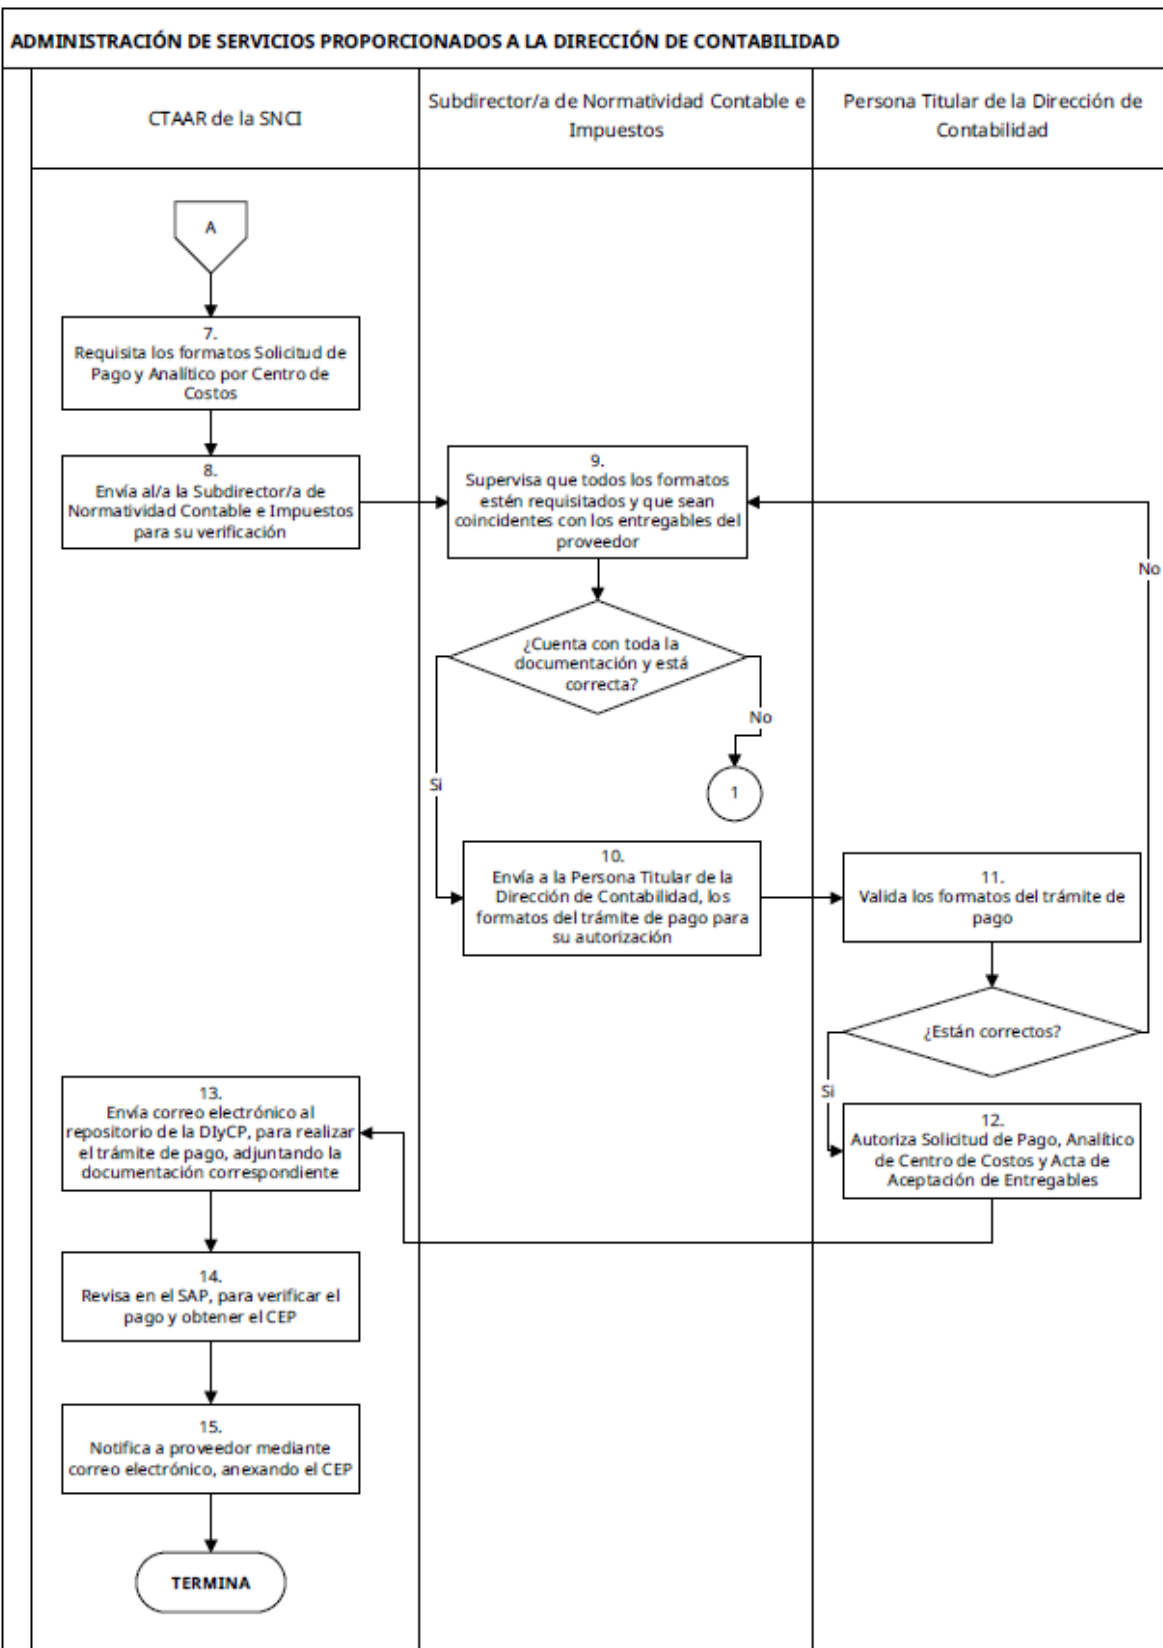 ADMINISTRACIÓN DE SERVICIOS PROPORCIONADOS A LA DIRECCIÓN DE CONTABILIDAD
CTAAR de la SNCI
Subdirector/a de Normatividad Contable e
Impuestos
Persona Titular de la Dirección de
Contabilidad
A
7.
Requisita los formatos Solicitud de
Pago y Analítico por Centro de
Costos
8.
Envía al/a la Subdirector/a de
Normatividad Contable e Impuestos
para su verificación
9.
Supervisa que todos los formatos
estén requisitados y que sean
coincidentes con los entregables del
proveedor
No
¿Cuenta con toda la
documentación y está
correcta?
No
Si
1
10.
Envía a la Persona Titular de la
Dirección de Contabilidad, los
formatos del trámite de pago para
su autorización
11.
Valida los formatos del trámite de
pago
¿Están correctos?
Si
12.
Autoriza Solicitud de Pago, Analítico
de Centro de Costos y Acta de
Aceptación de Entregables
13.
Envía correo electrónico al
repositorio de la DIyCP, para realizar
el trámite de pago, adjuntando la
documentación correspondiente
14.
Revisa en el SAP, para verificar el
pago y obtener el CEP
15.
Notifica a proveedor mediante
correo electrónico, anexando el CEP
TERMINA